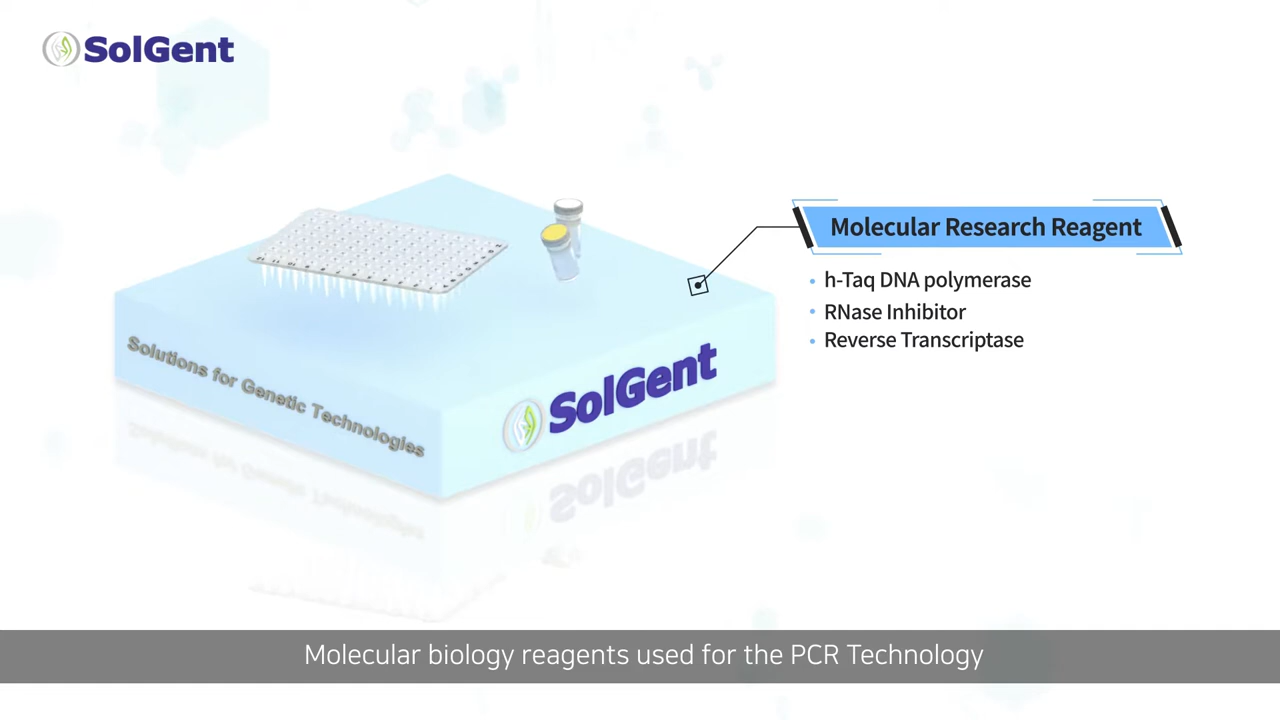 SolGent
Molecular Research Reagent
• h-Taq DNA polymerase
• RNase Inhibitor
• Reverse Transcriptase
Solutions for Genetic Technologies
SolGent
Molecular biology reagents used for the PCR Technology